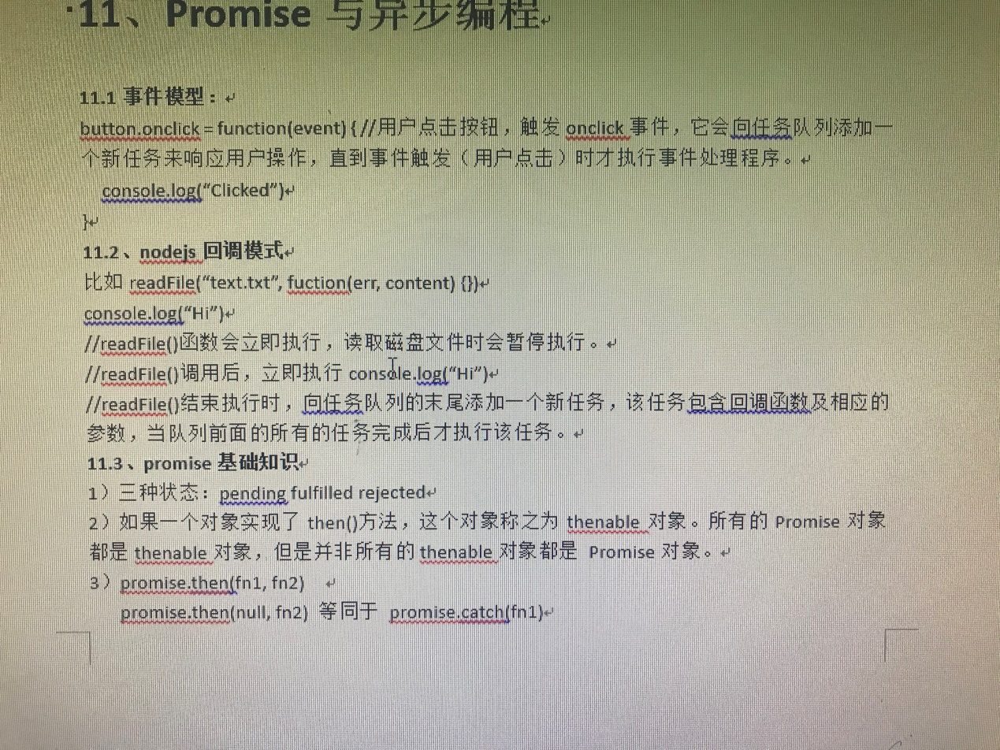 ·11、Promise 与异步编程
11.1 事件模型：
button.onclick = function(event) { //用户点击按钮，触发 onclick 事件，它会向任务队列添加一
个新任务来响应用户操作，直到事件触发（用户点击）时才执行事件处理程序。
console.log(“Clicked”)
}
11.2、nodejs 回调模式
比如 readFile(“text.txt”, fuction(err, content) {})
console.log(“Hi”)
//readFile()函数会立即执行，读取磁盘文件时会暂停执行。
//readFile()调用后，立即执行 console.log(“Hi”)
//readFile()结束执行时，向任务队列的末尾添加一个新任务，该任务包含回调函数及相应的
参数，当队列前面的所有的任务完成后才执行该任务。
11.3、promise 基础知识
1）三种状态：pending fulfilled rejected
2）如果一个对象实现了 then()方法，这个对象称之为 thenable 对象。所有的 Promise 对象
都是 thenable 对象，但是并非所有的 thenable 对象都是 Promise 对象。
3）promise.then(fn1, fn2)
promise.then(null, fn2) 等同于 promise.catch(fn1)